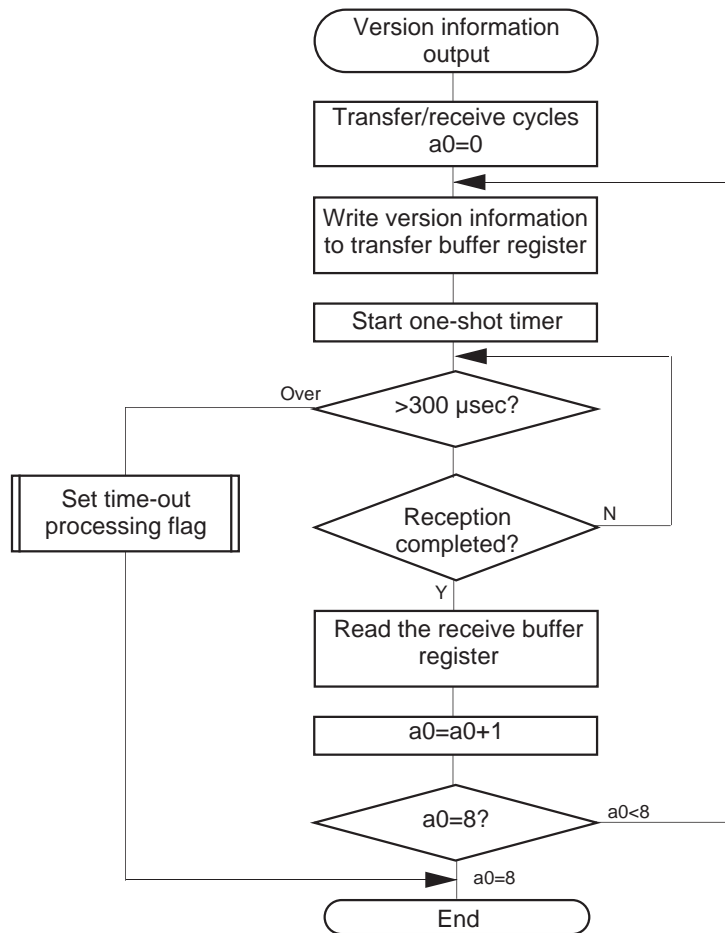 Version information
output
Transfer/receive cycles
a0=0
Write version information
to transfer buffer register
Start one-shot timer
Over
>300 µsec?
Set time-out
processing flag
Reception
completed?
N
Y
Read the receive buffer
register
a0=a0+1
a0=8?
a0<8
a0=8
End